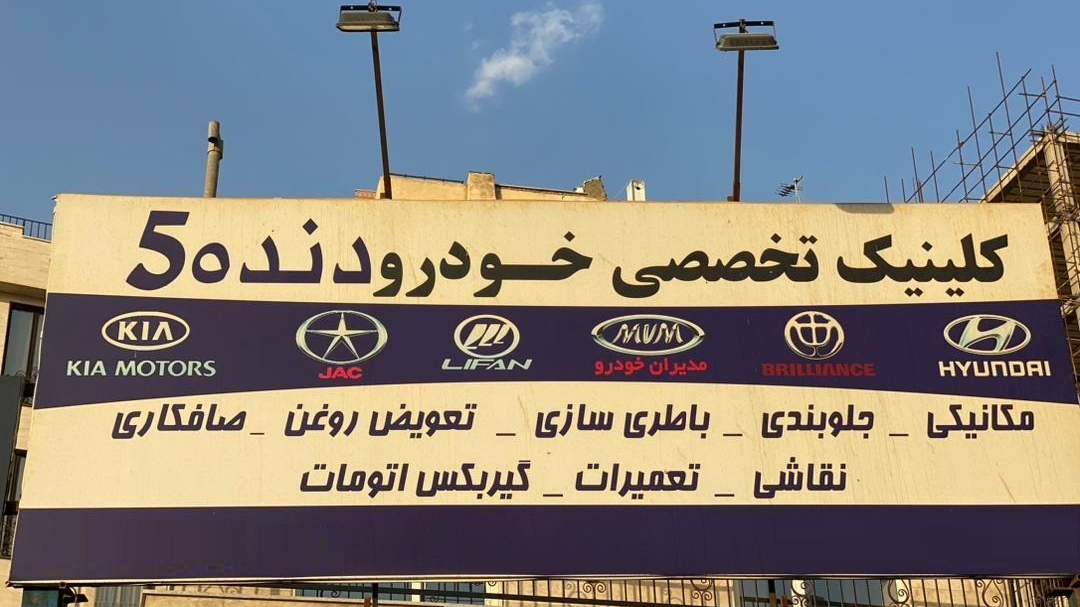 کلینیک تخصصی خودرو دنده 5
HYUNDAI
BRILLIANCE
MVM
مدیران خودرو
LIFAN
JAC
KIA
KIA MOTORS
مکانیکی _ جلوبندی _ باطری سازی _ تعویض روغن _ صافکاری
نقاشی _ تعمیرات _ گیربکس اتومات